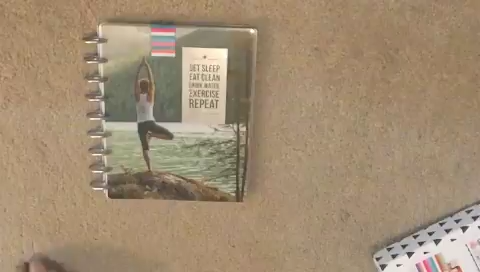 GET SLEEP
EAT CLEAN
DRINK WATER
EXERCISE
REPEAT